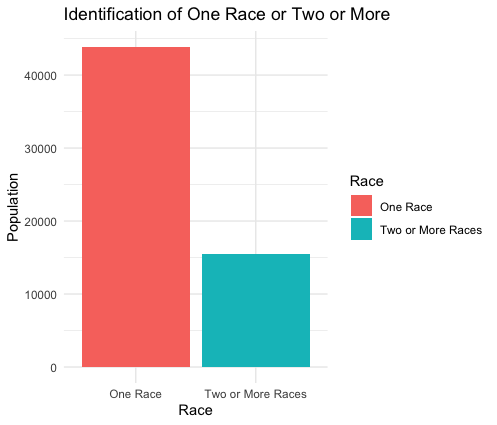 Identification of One Race or Two or More
40000
30000
20000
10000
0
Population
One Race
Two or More Races
Race
Race
One Race
Two or More Races